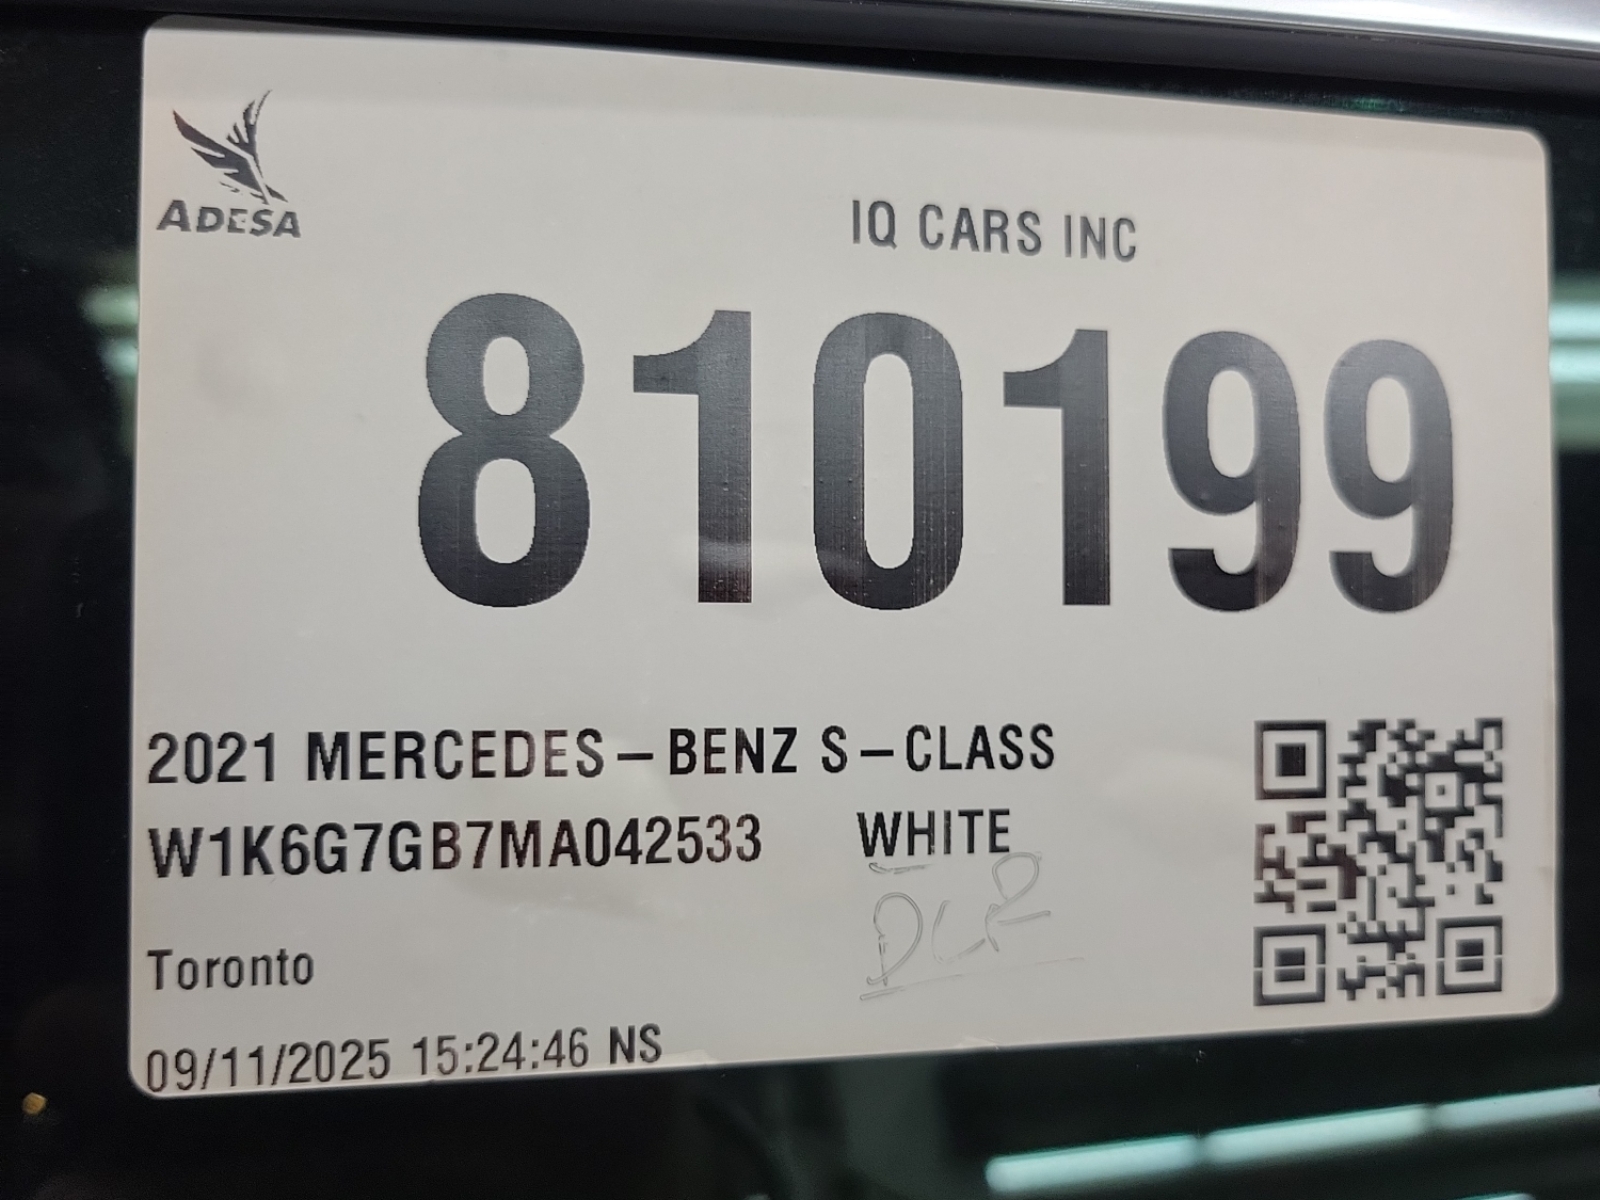 ADESA
IQ CARS INC
810199
2021 MERCEDES-BENZ S-CLASS
W1K6G7GB7MA042533 WHITE
DLR
Toronto
09/11/2025 15:24:46 NS